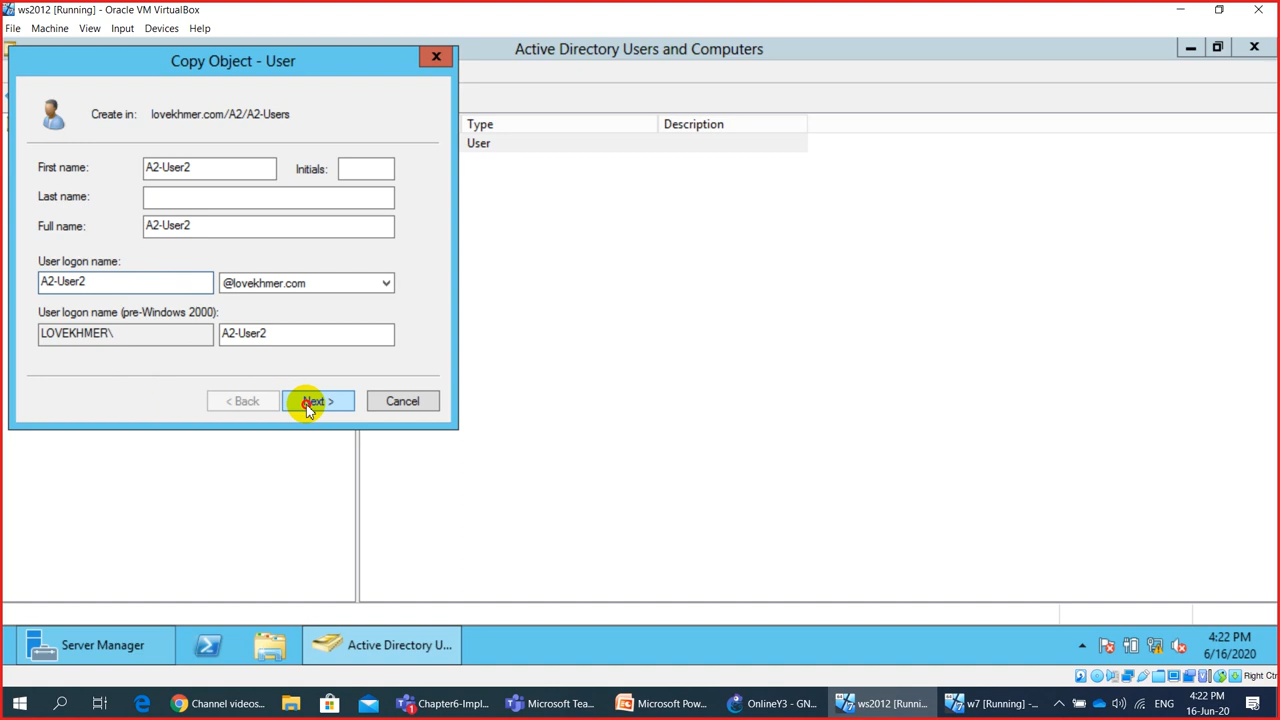 ws2012 [Running] - Oracle VM VirtualBox
File Machine View Input Devices Help
Active Directory Users and Computers
Copy Object - User
Create in: lovekhmer.com/A2/A2-Users
Type Description
User
First name: A2-User2 Initials:
Last name:
Full name: A2-User2
User logon name:
A2-User2 @lovekhmer.com
User logon name (pre-Windows 2000):
LOVEKHMER\ A2-User2
< Back Next > Cancel
Server Manager Active Directory U...
4:22 PM
6/16/2020
Right Ctr
Channel videos... Chapter6-Impl... Microsoft Tea... Microsoft Pow... OnlineY3 - GN... ws2012 [Runni... w7 [Running] -... ENG
4:22 PM
16-Jun-20